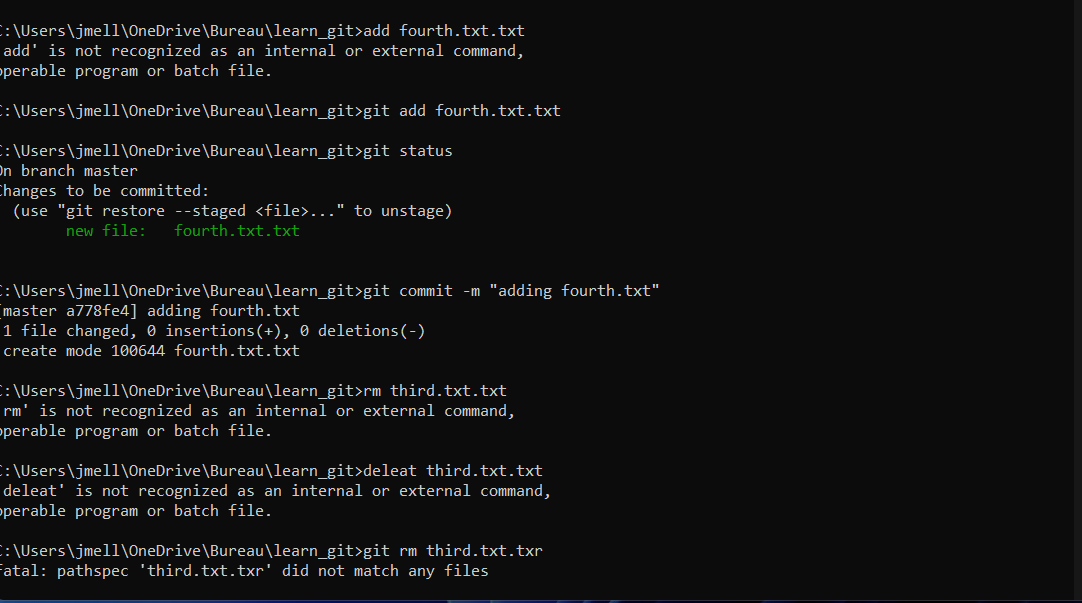 C:\Users\jmell\OneDrive\Bureau\learn_git>add fourth.txt.txt
'add' is not recognized as an internal or external command,
operable program or batch file.
C:\Users\jmell\OneDrive\Bureau\learn_git>git add fourth.txt.txt
C:\Users\jmell\OneDrive\Bureau\learn_git>git status
On branch master
Changes to be committed:
(use "git restore --staged <file>..." to unstage)
new file: fourth.txt.txt
C:\Users\jmell\OneDrive\Bureau\learn_git>git commit -m "adding fourth.txt"
[master a778fe4] adding fourth.txt
1 file changed, 0 insertions(+), 0 deletions(-)
create mode 100644 fourth.txt.txt
C:\Users\jmell\OneDrive\Bureau\learn_git>rm third.txt.txt
'rm' is not recognized as an internal or external command,
operable program or batch file.
C:\Users\jmell\OneDrive\Bureau\learn_git>deleat third.txt.txt
'deleat' is not recognized as an internal or external command,
operable program or batch file.
C:\Users\jmell\OneDrive\Bureau\learn_git>git rm third.txt.txr
fatal: pathspec 'third.txt.txr' did not match any files